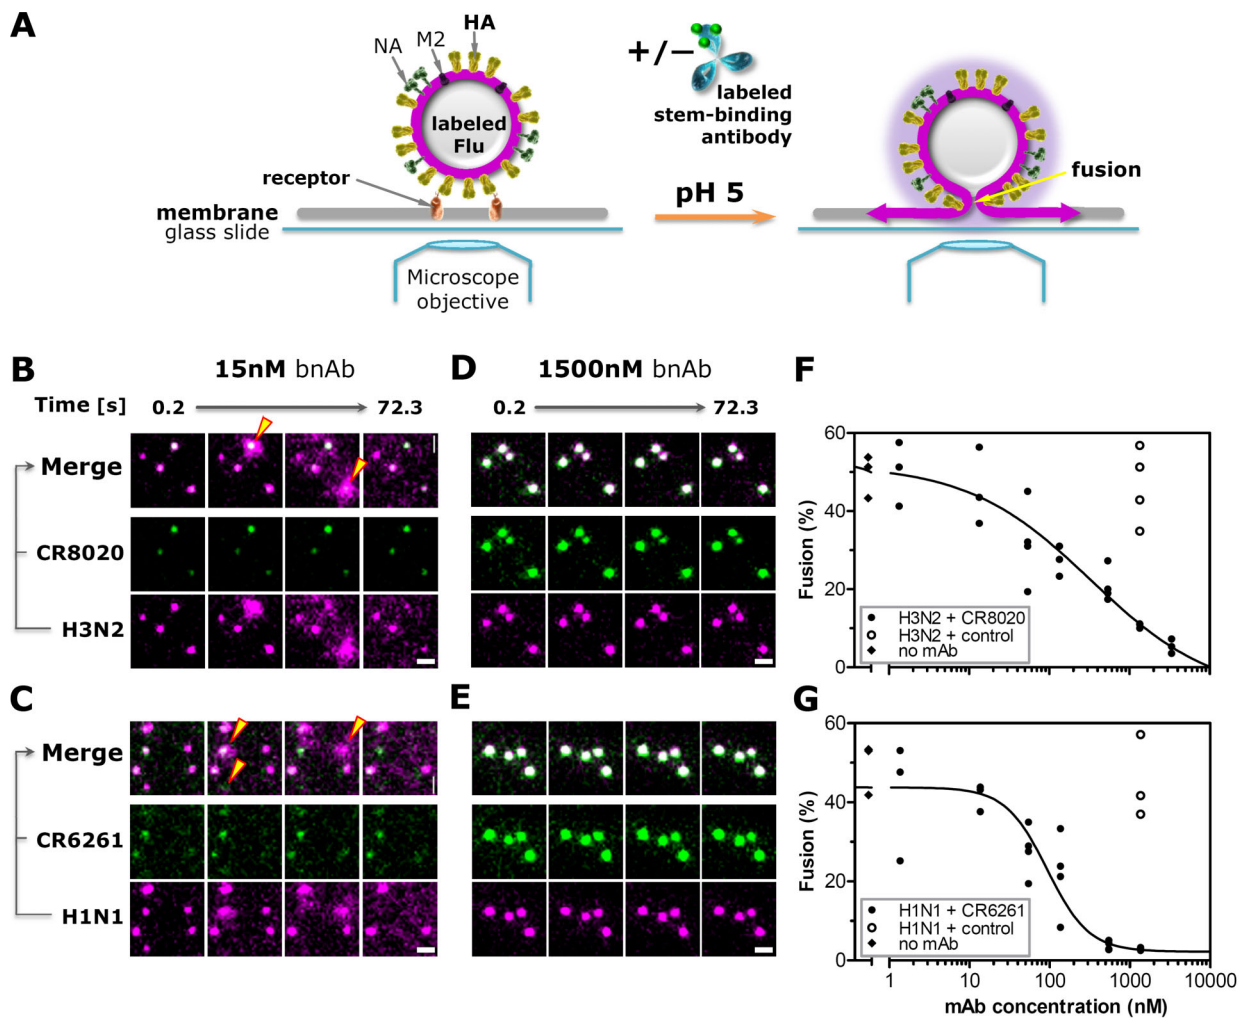 A
NA
M2
HA
labeled
Flu
receptor
membrane
glass slide
Microscope
objective
+/−
labeled
stem-binding
antibody
pH 5
fusion
B
15nM bnAb
Time [s]
0.2
72.3
Merge
CR8020
H3N2
C
Merge
CR6261
H1N1
D
1500nM bnAb
0.2
72.3
E
F
Fusion (%)
60
40
20
0
H3N2 + CR8020
H3N2 + control
no mAb
G
Fusion (%)
60
40
20
0
H1N1 + CR6261
H1N1 + control
no mAb
1 10 100 1000 10000
mAb concentration (nM)